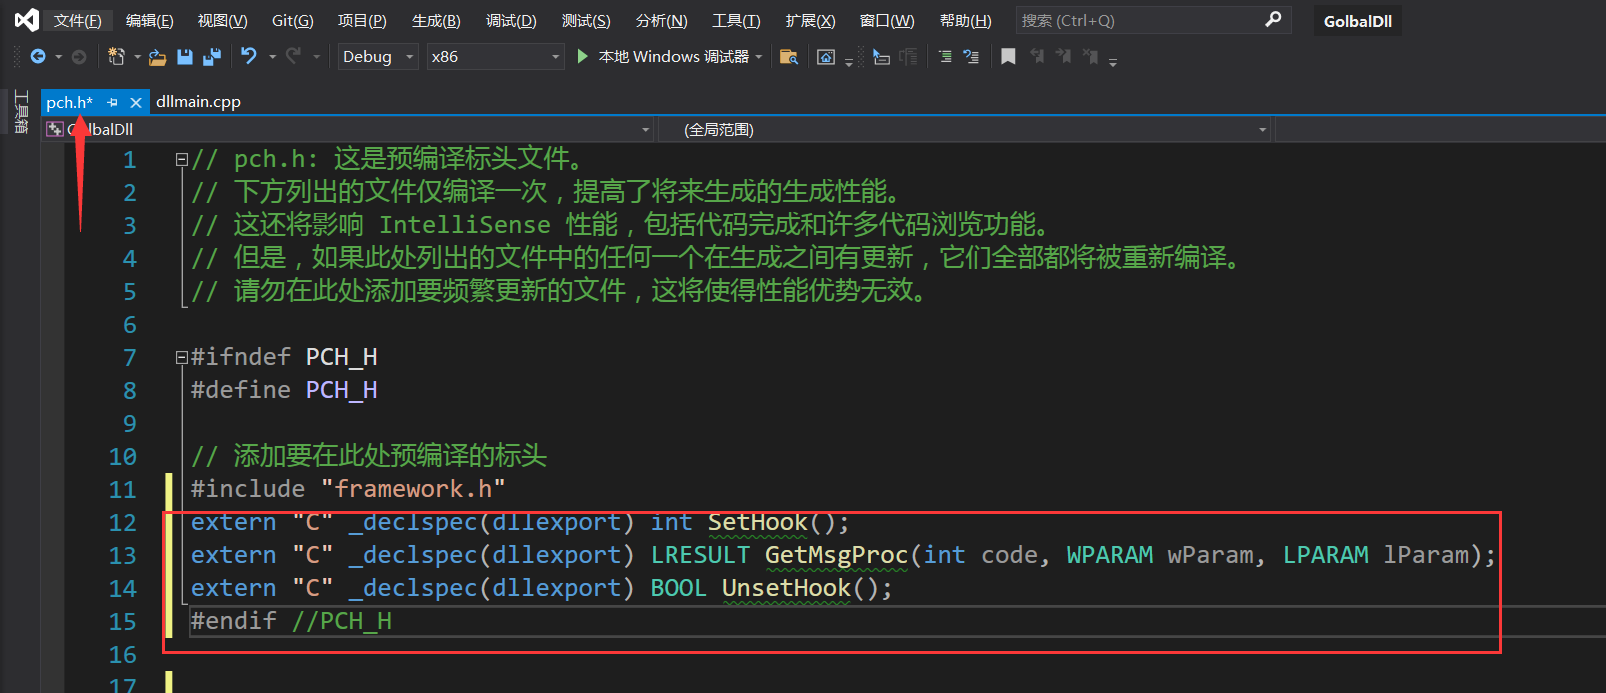 文件(F) 编辑(E) 视图(V) Git(G) 项目(P) 生成(B) 调试(D) 测试(S) 分析(N) 工具(T) 扩展(X) 窗口(W) 帮助(H) 搜索 (Ctrl+Q) GolbalDll
Debug x86 本地 Windows 调试器
工具箱
pch.h* dllmain.cpp
GolbalDll (全局范围)
1 // pch.h: 这是预编译标头文件。
2 // 下方列出的文件仅编译一次，提高了将来生成的生成性能。
3 // 这还将影响 IntelliSense 性能，包括代码完成和许多代码浏览功能。
4 // 但是，如果此处列出的文件中的任何一个在生成之间有更新，它们全部都将被重新编译。
5 // 请勿在此处添加要频繁更新的文件，这将使得性能优势无效。
6
7 #ifndef PCH_H
8 #define PCH_H
9
10 // 添加要在此处预编译的标头
11 #include "framework.h"
12 extern "C" _declspec(dllexport) int SetHook();
13 extern "C" _declspec(dllexport) LRESULT GetMsgProc(int code, WPARAM wParam, LPARAM lParam);
14 extern "C" _declspec(dllexport) BOOL UnsetHook();
15 #endif //PCH_H
16
17